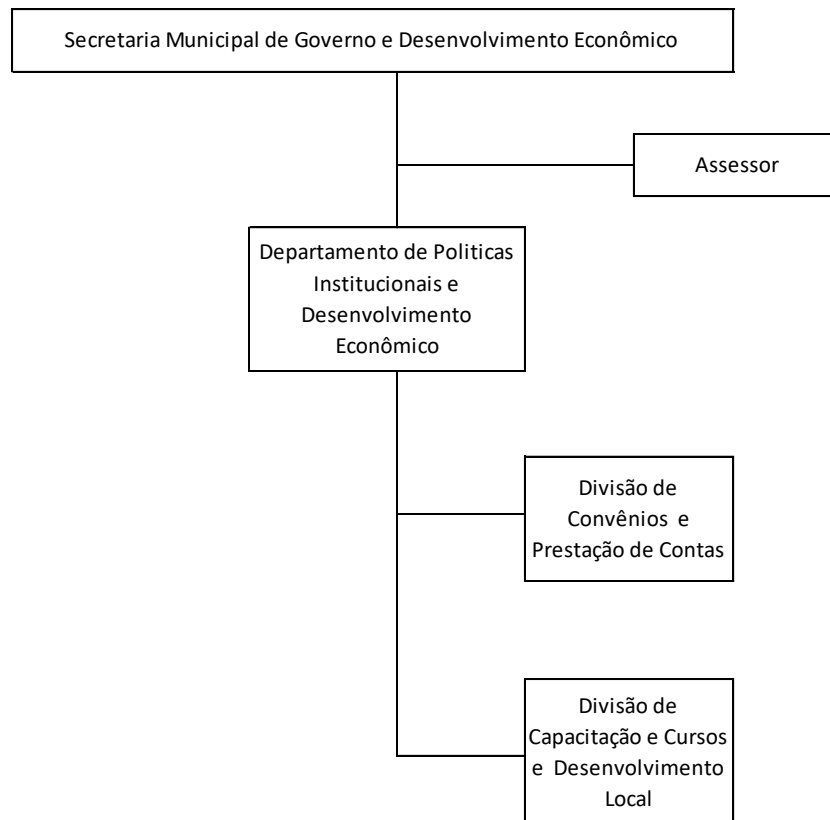 Secretaria Municipal de Governo e Desenvolvimento Econômico
Assessor
Departamento de Politicas
Institucionais e
Desenvolvimento
Econômico
Divisão de
Convênios e
Prestação de Contas
Divisão de
Capacitação e Cursos
e Desenvolvimento
Local